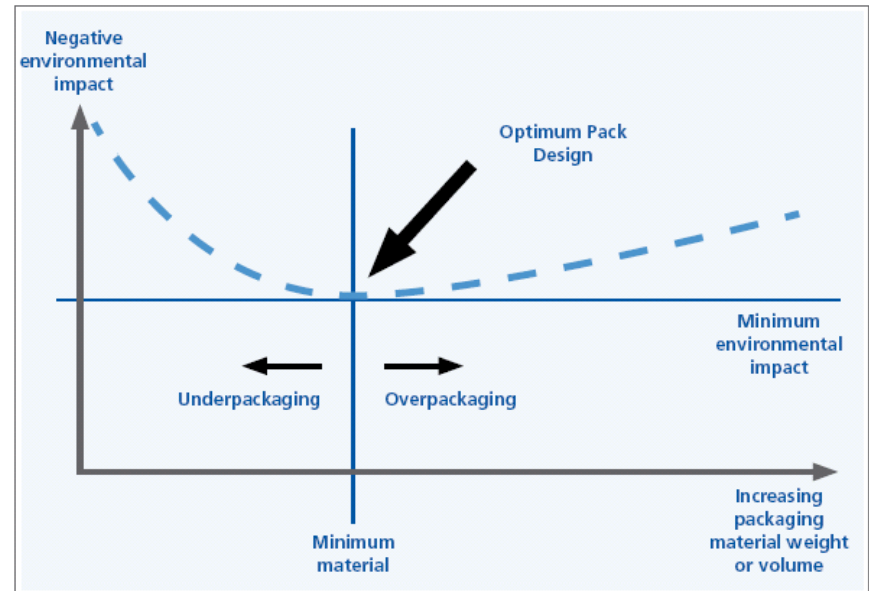 Negative
environmental
impact
Optimum Pack
Design
Minimum
environmental
impact
Underpackaging
Overpackaging
Increasing
packaging
material weight
or volume
Minimum
material